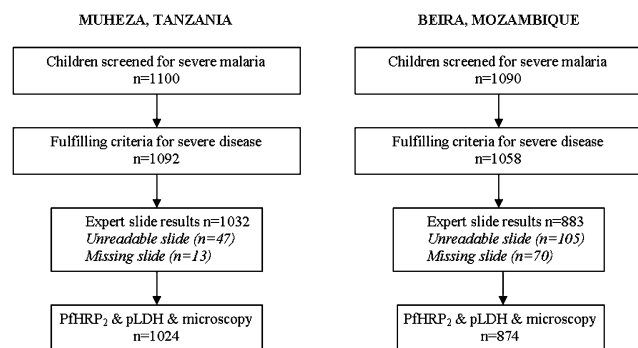 MUHEZA, TANZANIA
Children screened for severe malaria
n=1100
Fulfilling criteria for severe disease
n=1092
Expert slide results n=1032
Unreadable slide (n=47)
Missing slide (n=13)
PfHRP₂ & pLDH & microscopy
n=1024
BEIRA, MOZAMBIQUE
Children screened for severe malaria
n=1090
Fulfilling criteria for severe disease
n=1058
Expert slide results n=883
Unreadable slide (n=105)
Missing slide (n=70)
PfHRP₂ & pLDH & microscopy
n=874